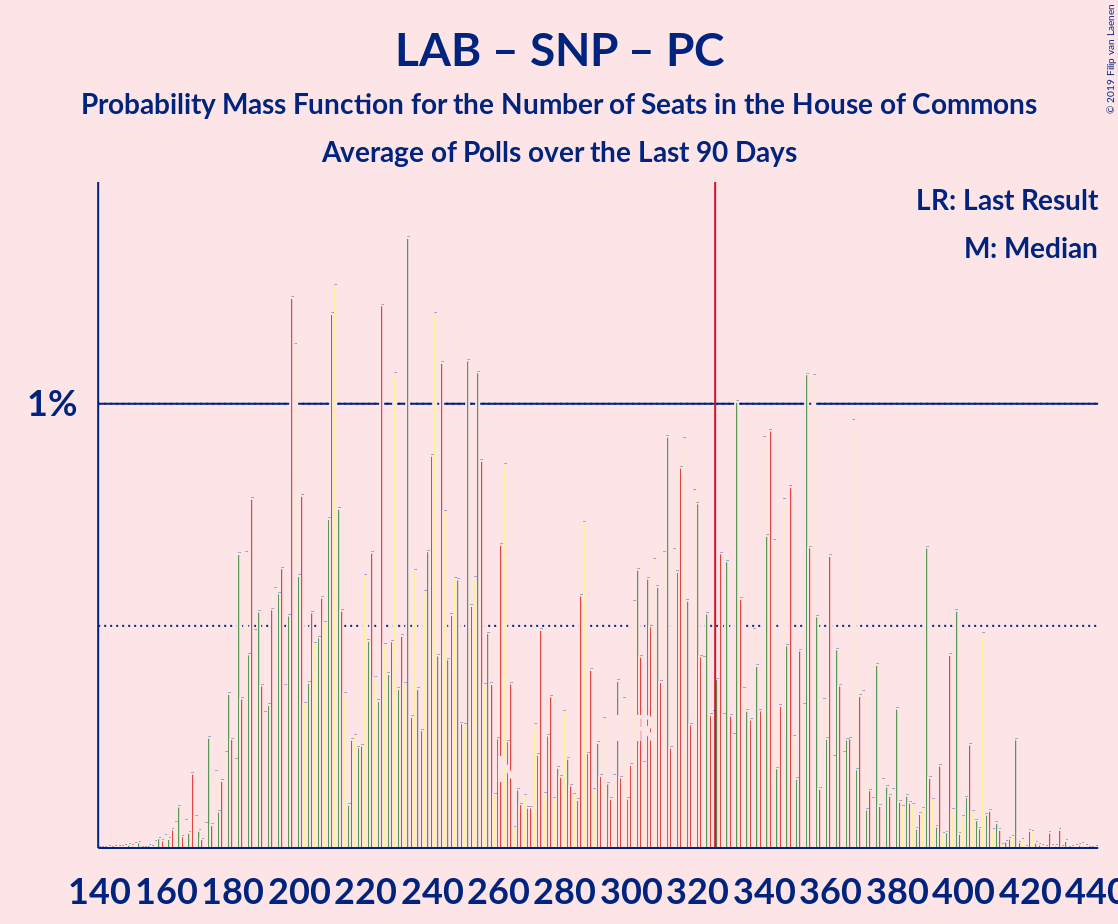 LAB – SNP – PC
Probability Mass Function for the Number of Seats in the House of Commons
Average of Polls over the Last 90 Days
© 2019 Filip van Laenen
LR: Last Result
M: Median
1%
140 160 180 200 220 240 260 280 300 320 340 360 380 400 420 440